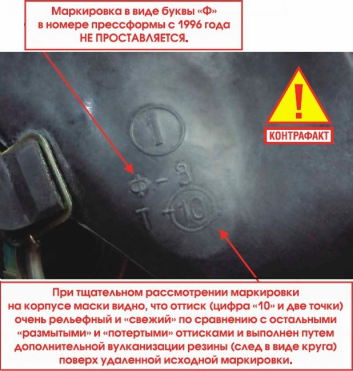 Маркировка в виде буквы «Ф»
в номере прессформы с 1996 года
НЕ ПРОСТАВЛЯЕТСЯ.
!
КОНТРАФАКТ
1
Ф-3
Т 10
При тщательном рассмотрении маркировки
на корпусе маски видно, что оттиск (цифра «10» и две точки)
очень рельефный и «свежий» по сравнению с остальными
«размытыми» и «потертыми» оттисками и выполнен путем
дополнительной вулканизации резины (след в виде круга)
поверх удаленной исходной маркировки.